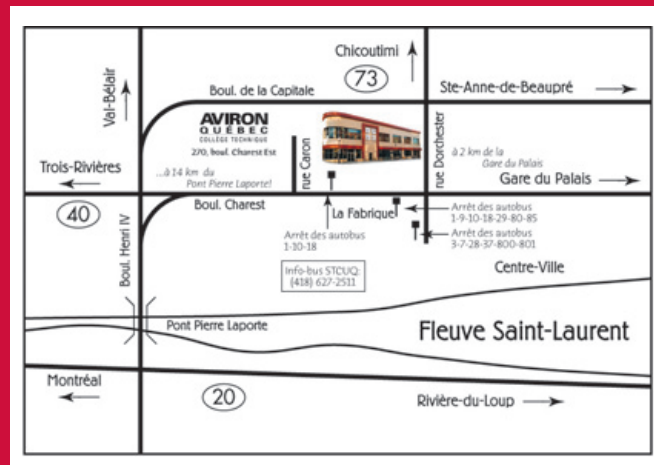 Chicoutimi
73
Val-Bélair
Boul. de la Capitale
Ste-Anne-de-Beaupré
AVIRON
QUÉBEC
COLLÈGE TECHNIQUE
270, boul. Charest Est
rue Caron
rue Dorchester
à 2 km de la
Gare du Palais
Trois-Rivières
...à 14 km du
Pont Pierre Laporte!
Gare du Palais
40
Boul. Charest
La Fabrique
Arrêt des autobus
1-9-10-18-29-80-85
Arrêt des autobus
1-10-18
Arrêt des autobus
3-7-28-37-800-801
Boul. Henri IV
Info-bus STCUQ:
(418) 627-2511
Centre-Ville
Pont Pierre Laporte
Fleuve Saint-Laurent
Montréal
20
Rivière-du-Loup